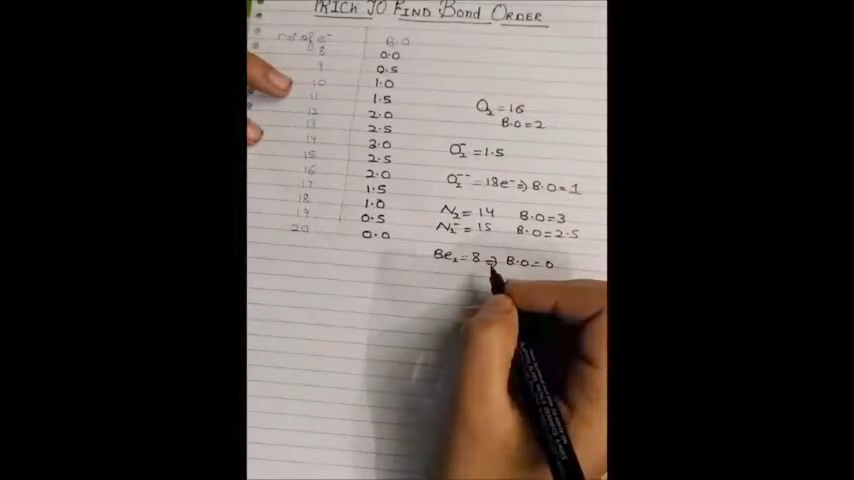 TRICK TO FIND BOND ORDER
no of e⁻ B.O
8 0.0
9 0.5
10 1.0
11 1.5
12 2.0
13 2.5
14 3.0
15 2.5
16 2.0
17 1.5
18 1.0
19 0.5
20 0.0
O₂ = 16
B.O = 2
O₂⁻ = 1.5
O₂⁻⁻ = 18e⁻ ⇒ B.O = 1
N₂ = 14 B.O = 3
N₂⁻ = 15 B.O = 2.5
Be₂ = 8 ⇒ B.O = 0